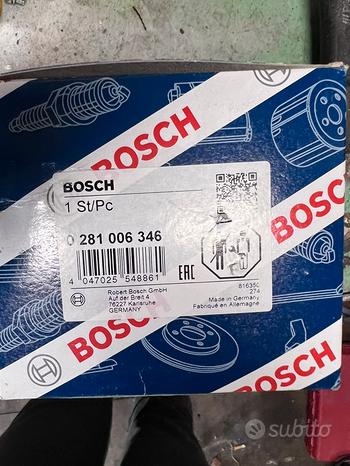 BOSCH
BOSCH
BOSCH
1 St/Pc
0 281 006 346
4 047025 548861
EAC
Robert Bosch GmbH
Auf der Breit 4
76227 Karlsruhe
GERMANY
274
Made in Germany
Fabriqué en Allemagne
BOSCH
BOSCH
subito